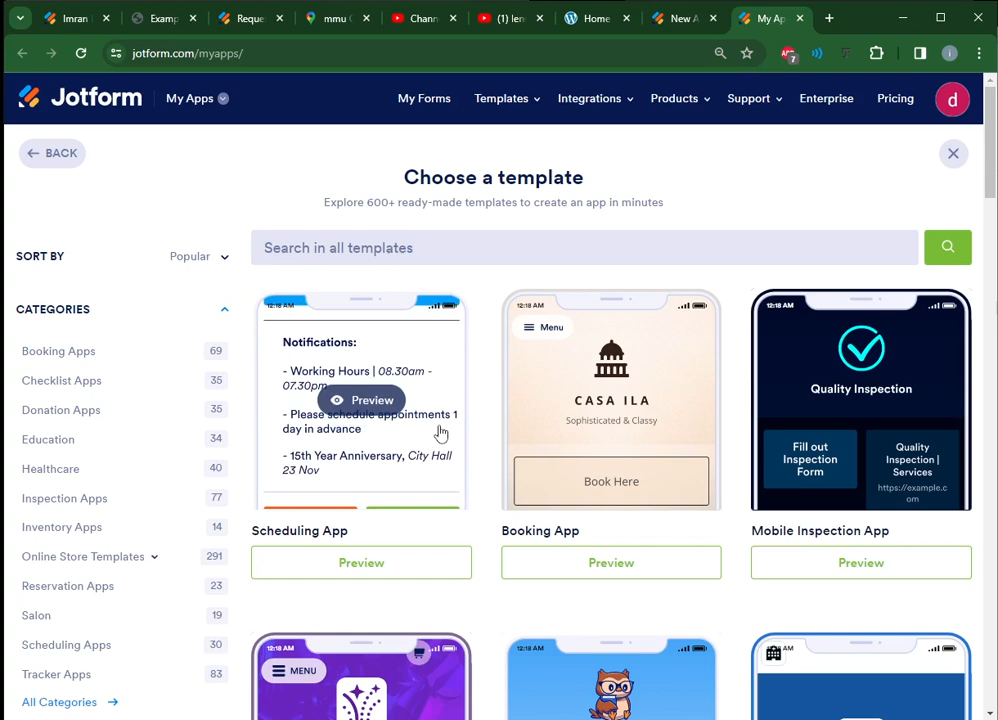 Imran
Examp
Reque
mmu
Chann
(1) len
Home
New A
My Ap
jotform.com/myapps/
7
Jotform
My Apps
My Forms
Templates
Integrations
Products
Support
Enterprise
Pricing
d
BACK
Choose a template
Explore 600+ ready-made templates to create an app in minutes
SORT BY
Popular
Search in all templates
CATEGORIES
Booking Apps 69
Checklist Apps 35
Donation Apps 35
Education 34
Healthcare 40
Inspection Apps 77
Inventory Apps 14
Online Store Templates 291
Reservation Apps 23
Salon 19
Scheduling Apps 30
Tracker Apps 83
All Categories
12:18 AM
Notifications:
- Working Hours | 08.30am -
07.30pm
Preview
- Please schedule appointments 1
day in advance
- 15th Year Anniversary, City Hall
23 Nov
Scheduling App
Preview
12:18 AM
Menu
CASA ILA
Sophisticated & Classy
Book Here
Booking App
Preview
12:18 AM
Quality Inspection
Fill out
Inspection
Form
Quality
Inspection |
Services
https://example.c
om
Mobile Inspection App
Preview
12:18 AM
MENU
12:18 AM
AM